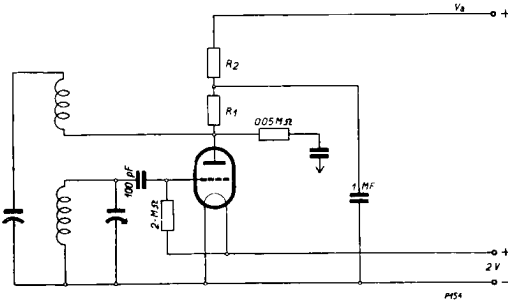 Va
+
R2
R1
005 MΩ
100 pF
2 MΩ
1 MF
+
2 V
−
P154